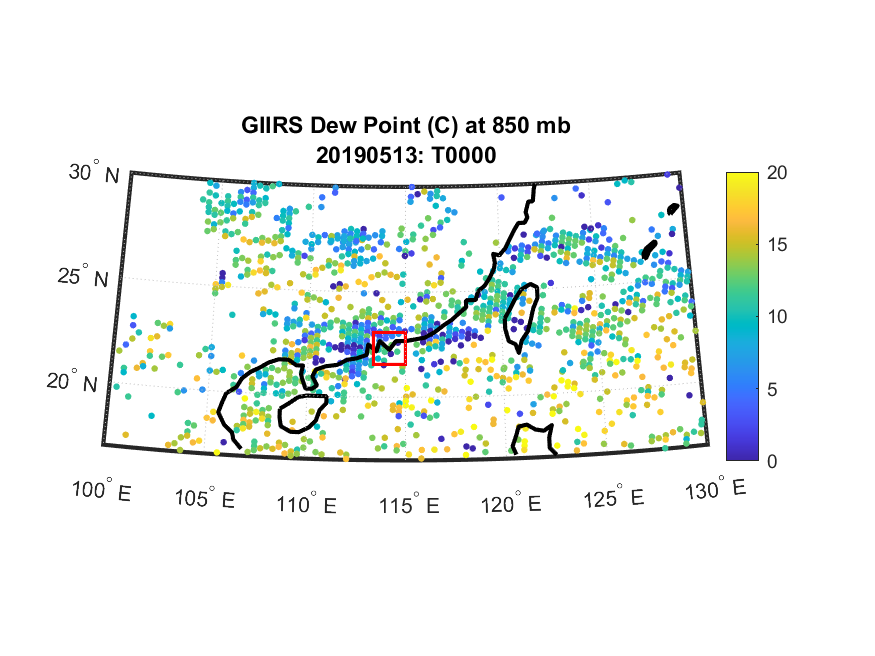 GIIRS Dew Point (C) at 850 mb
20190513: T0000
30° N
25° N
20° N
100° E
105° E
110° E
115° E
120° E
125° E
130° E
20
15
10
5
0